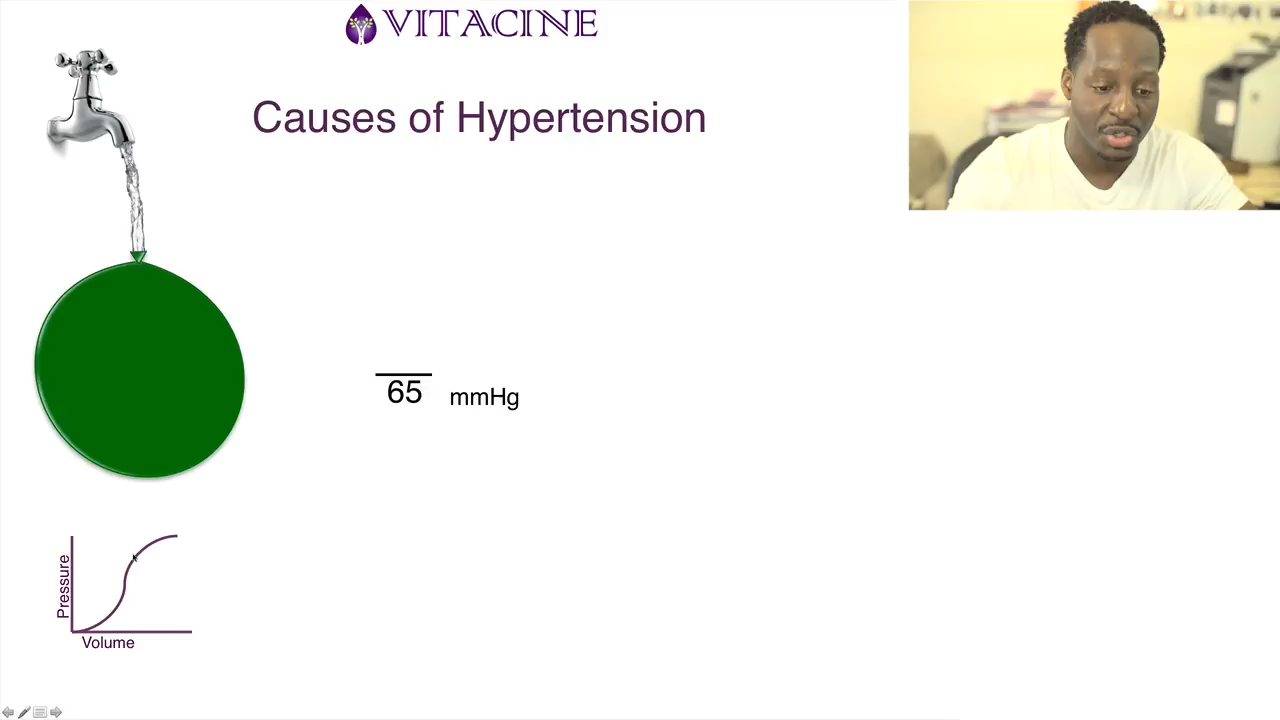 VITACINE
Causes of Hypertension
65 mmHg
Pressure
Volume